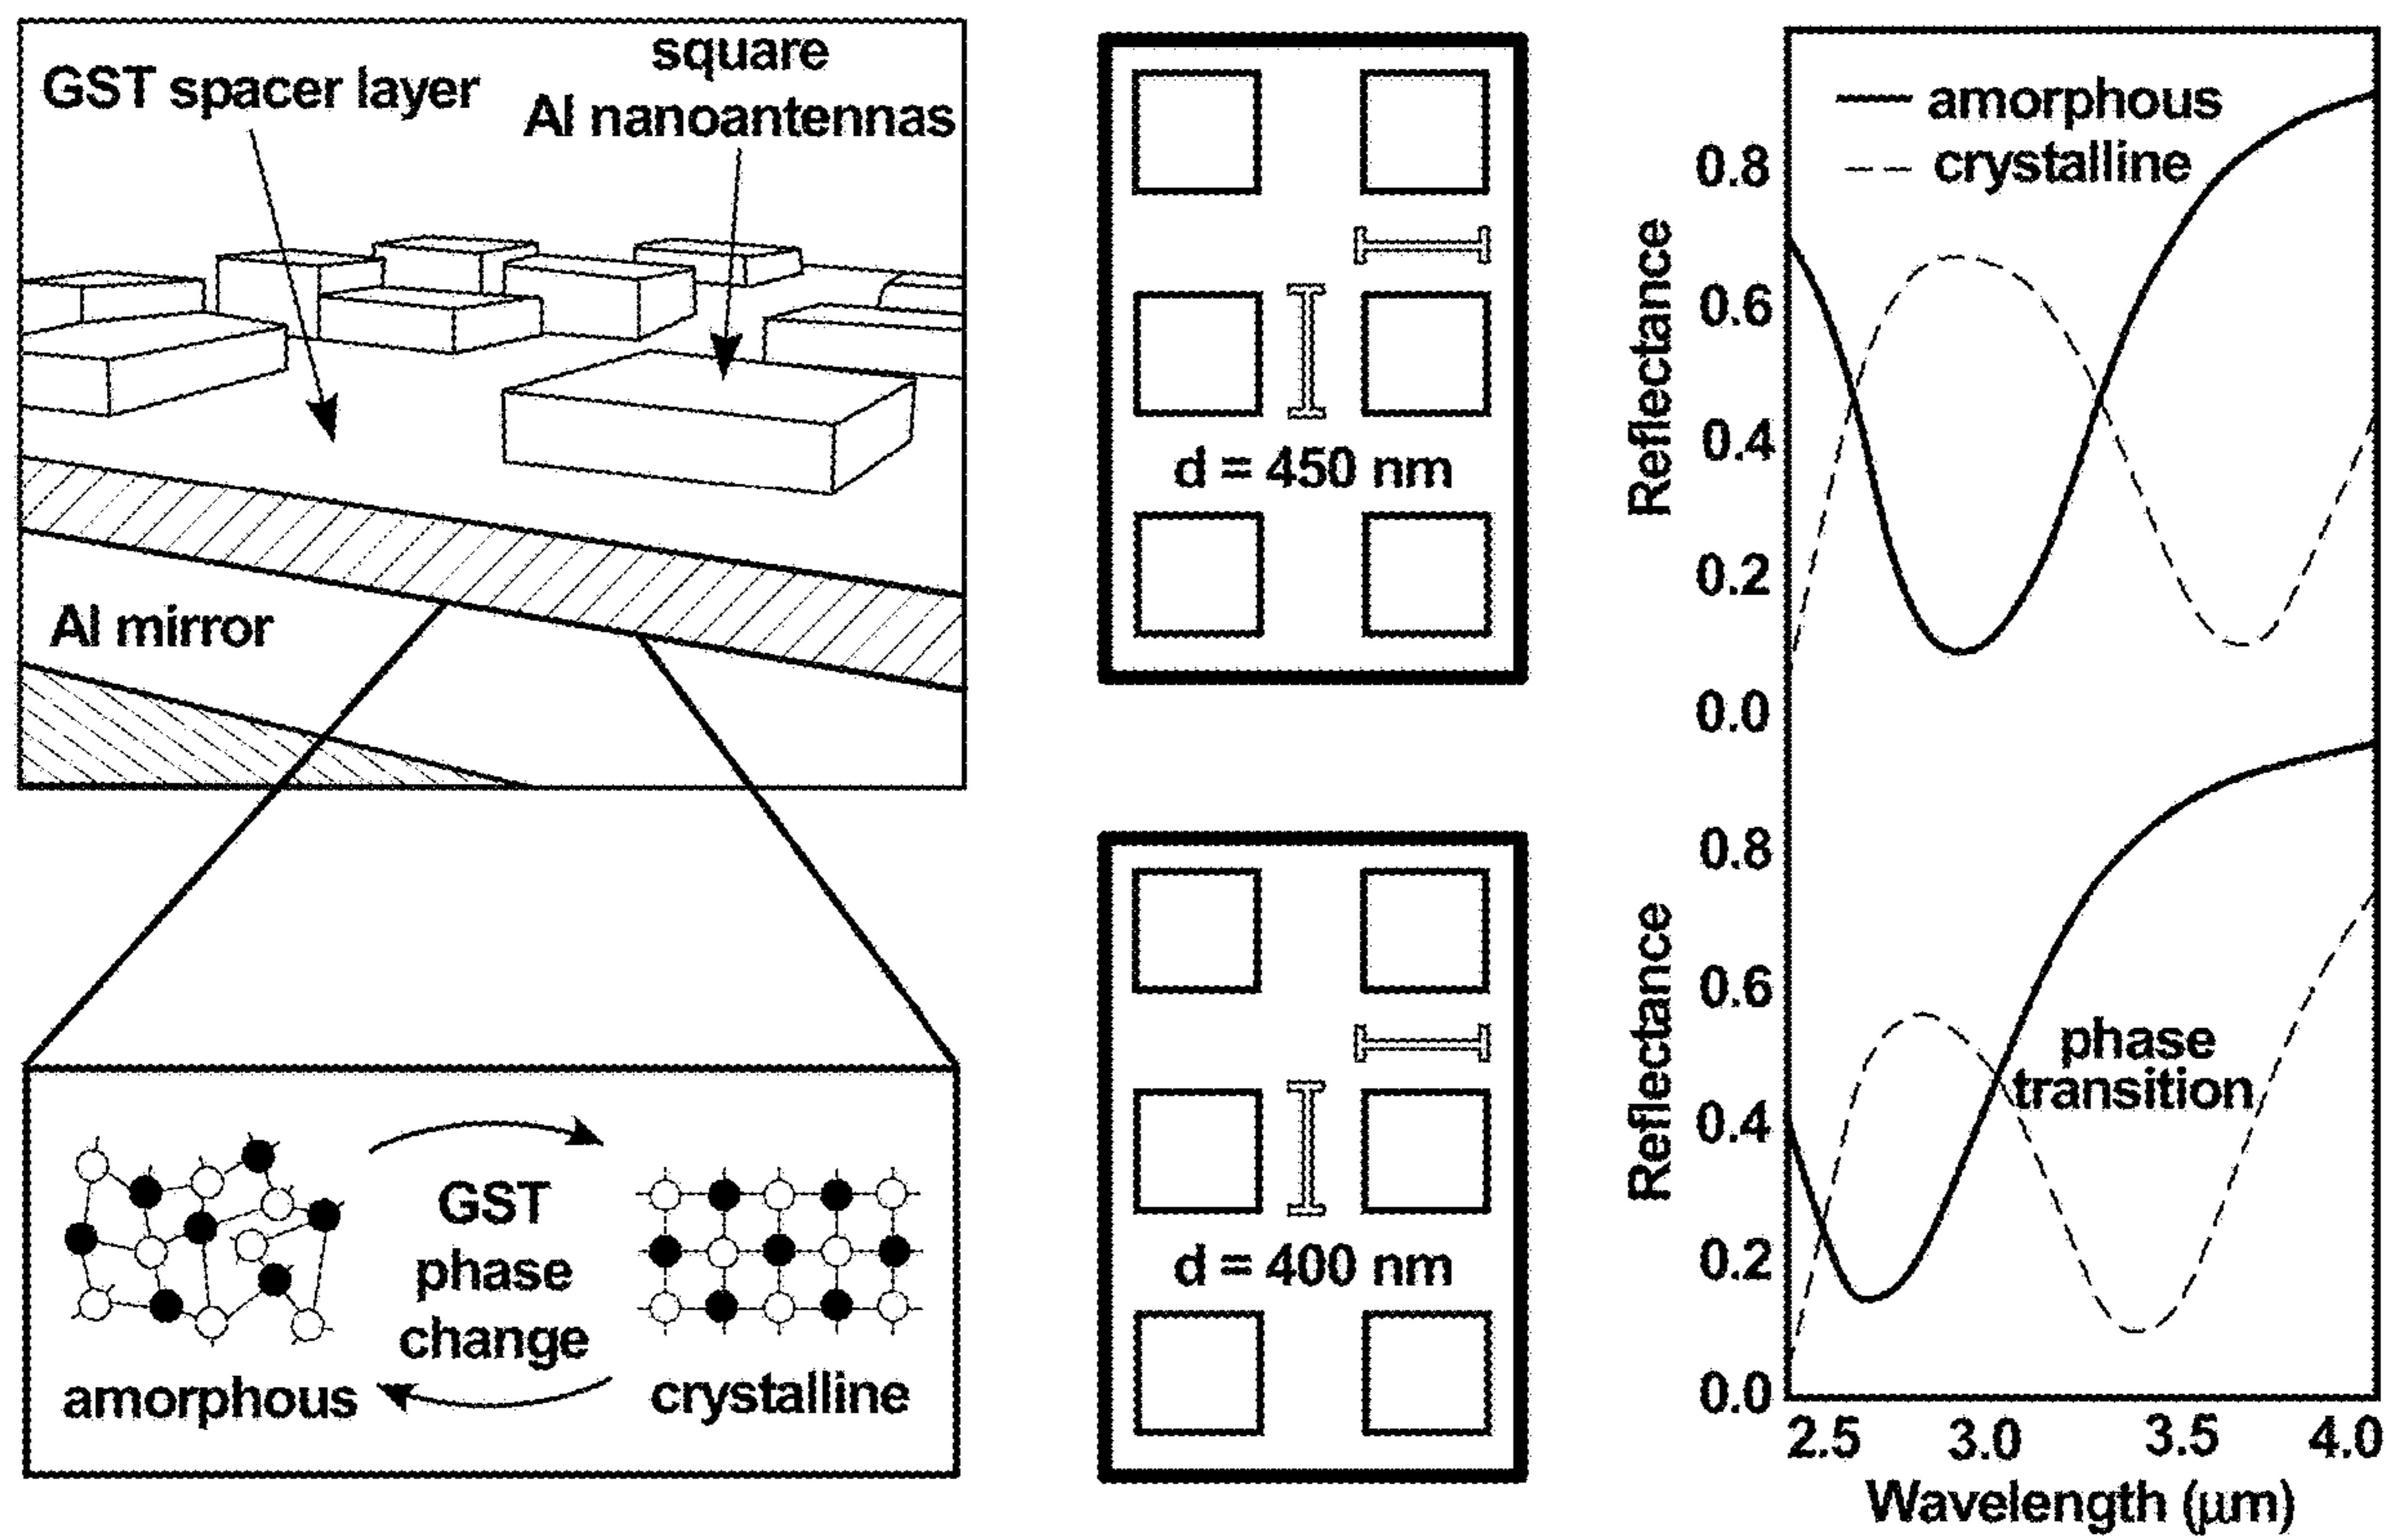 GST spacer layer
square
Al nanoantennas
Al mirror
GST
phase
change
amorphous
crystalline
d = 450 nm
d = 400 nm
amorphous
crystalline
Reflectance
0.8
0.6
0.4
0.2
0.0
Reflectance
0.8
0.6
0.4
0.2
0.0
phase
transition
2.5 3.0 3.5 4.0
Wavelength (μm)